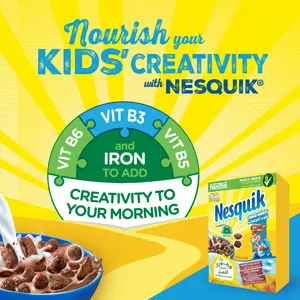 Nourish your
KIDS' CREATIVITY
with NESQUIK®
VIT B6
VIT B3
VIT B5
and
IRON
TO ADD
CREATIVITY TO
YOUR MORNING
Nestlé
Nesquik